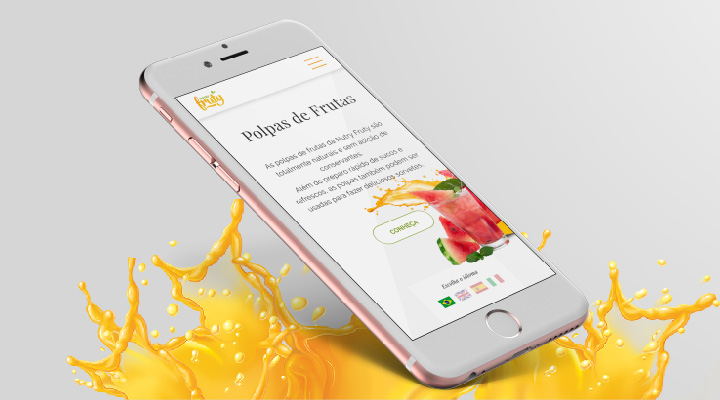 fruty
Polpas de Frutas
As polpas de frutas da Nutry Fruty são
totalmente naturais e sem adição de
conservantes.
Além do preparo rápido de sucos e
refrescos, as polpas também podem ser
usadas para fazer deliciosos sorvetes.
CONHEÇA
Escolha o idioma